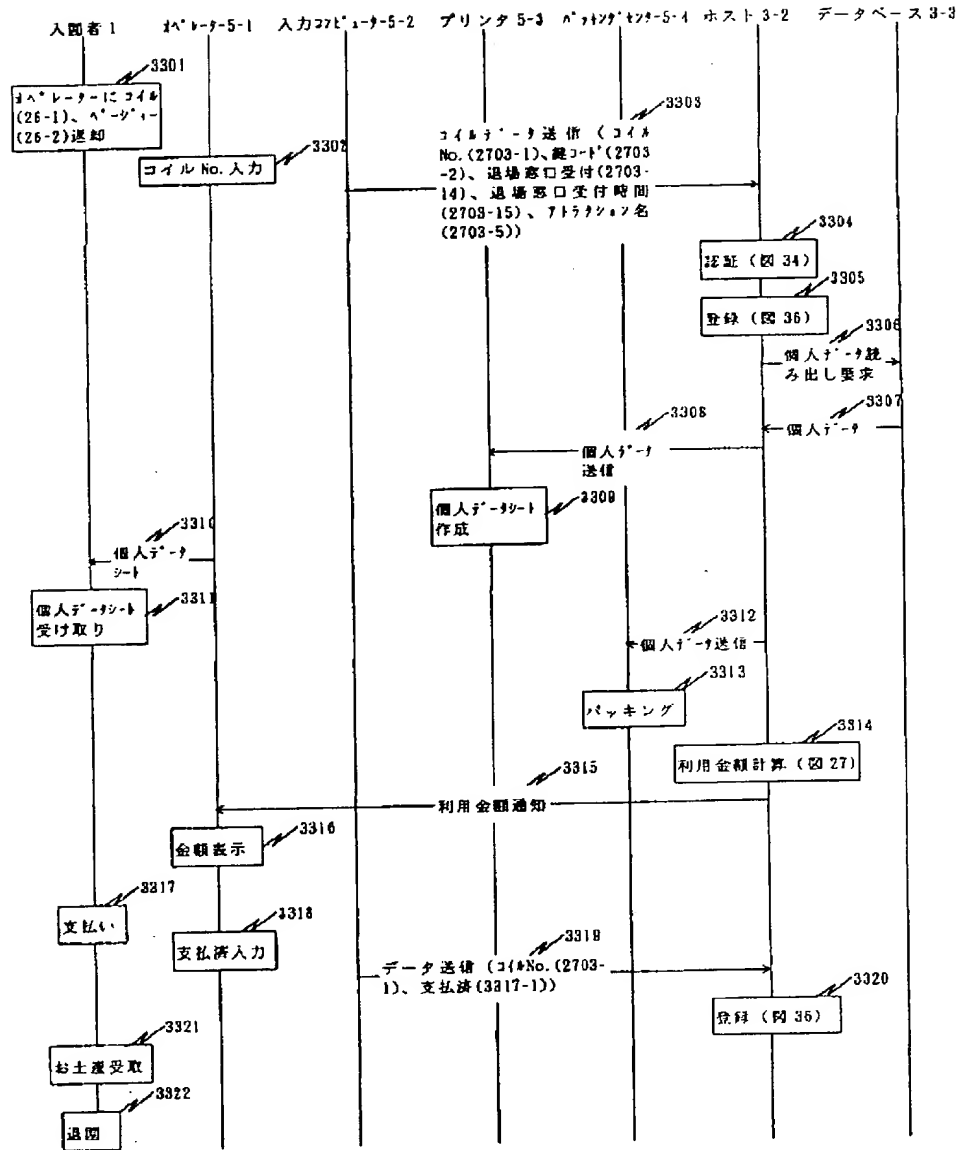 入園者 1
オペレーター5-1
入力コンピューター5-2
プリンタ 5-3
パッキングセンター5-4
ホスト 3-2
データベース 3-3
3301
オペレーターにコイル
(26-1)、ページャー
(26-2)返却
3302
コイル No.入力
3303
コイルデータ送信 (コイル
No.(2703-1)、鍵コード(2703
-2)、退場窓口受付(2703-
14)、退場窓口受付時間
(2703-15)、アトラクション名
(2703-5))
3304
認証 (図 34)
3305
登録 (図 36)
3306
個人データ読
み出し要求
3307
個人データ
3308
個人データ
送信
3309
個人データシート
作成
3310
個人データ
シート
3311
個人データシート
受け取り
3312
個人データ送信
3313
パッキング
3314
利用金額計算 (図 27)
3315
利用金額通知
3316
金額表示
3317
支払い
3318
支払済入力
3319
データ送信 (コイルNo.(2703-
1)、支払済(3317-1))
3320
登録 (図 36)
3321
お土産受取
3322
退園